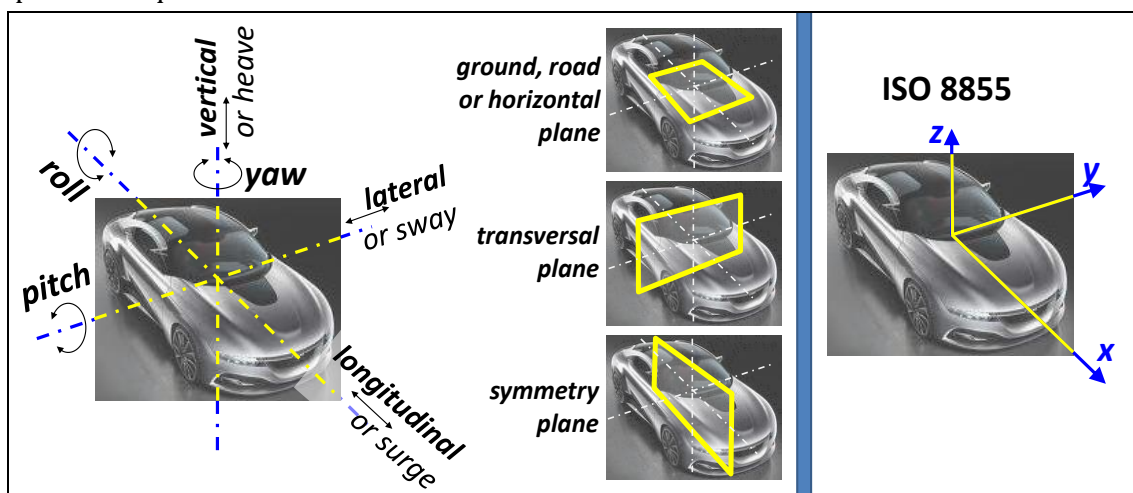 vertical
or heave
roll
yaw
lateral
or sway
pitch
longitudinal
or surge
ground, road
or horizontal
plane
transversal
plane
symmetry
plane
ISO 8855
z
y
x